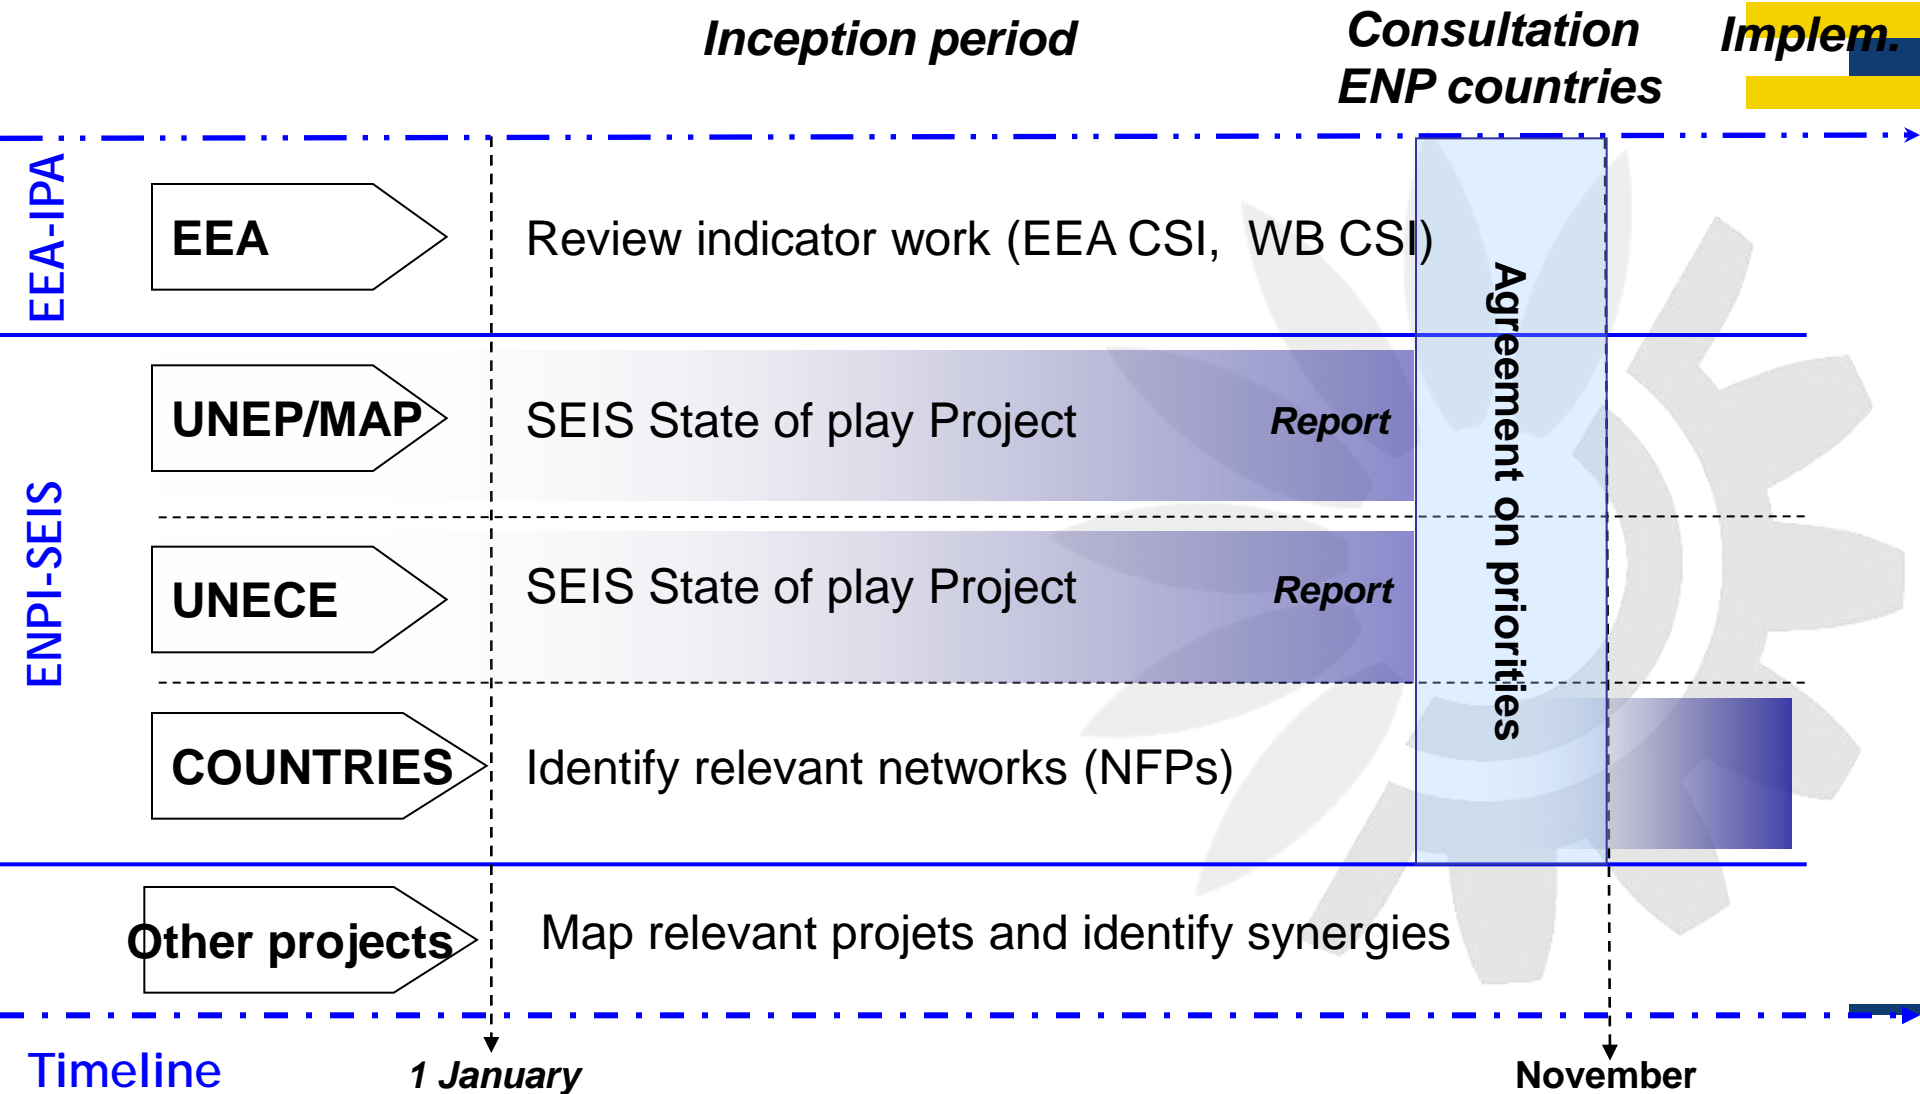 Inception period
Consultation
ENP countries
Implem.
EEA-IPA
EEA
Review indicator work (EEA CSI, WB CSI)
Agreement on priorities
ENPI-SEIS
UNEP/MAP
SEIS State of play Project
Report
UNECE
SEIS State of play Project
Report
COUNTRIES
Identify relevant networks (NFPs)
Other projects
Map relevant projets and identify synergies
Timeline
1 January
November